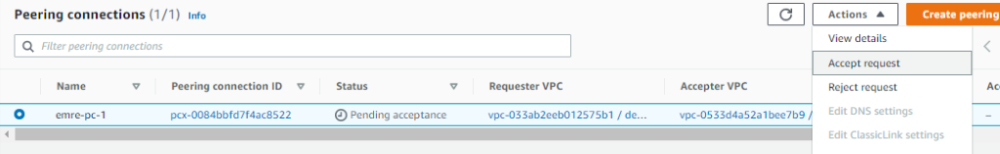 Peering connections (1/1) Info
Actions
Create peering
Filter peering connections
View details
Accept request
Reject request
Edit DNS settings
Edit ClassicLink settings
Name Peering connection ID Status Requester VPC Accepter VPC
emre-pc-1 pcx-0084bbfd7f4ac8522 Pending acceptance vpc-033ab2eeb012575b1 / de... vpc-0533d4a52a1bee7b9 / –